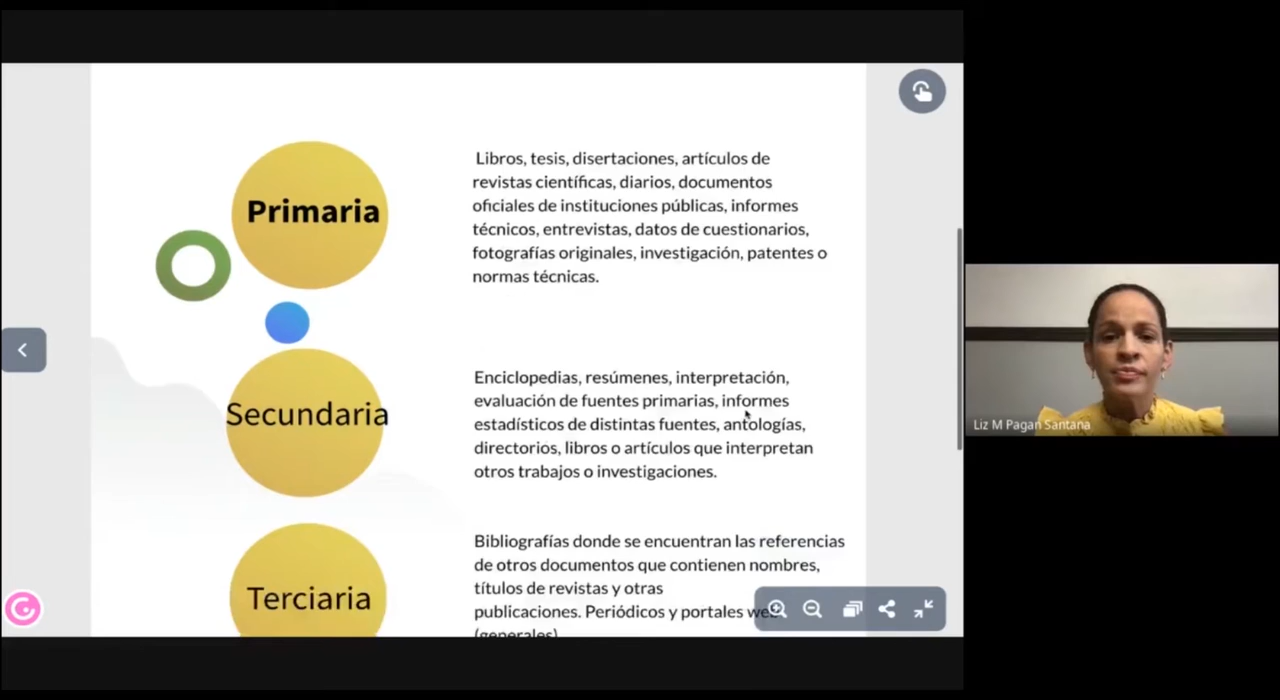 Primaria
Libros, tesis, disertaciones, artículos de
revistas científicas, diarios, documentos
oficiales de instituciones públicas, informes
técnicos, entrevistas, datos de cuestionarios,
fotografías originales, investigación, patentes o
normas técnicas.
Secundaria
Enciclopedias, resúmenes, interpretación,
evaluación de fuentes primarias, informes
estadísticos de distintas fuentes, antologías,
directorios, libros o artículos que interpretan
otros trabajos o investigaciones.
Terciaria
Bibliografías donde se encuentran las referencias
de otros documentos que contienen nombres,
títulos de revistas y otras
publicaciones. Periódicos y portales web
(generales)
Liz M Pagan Santana